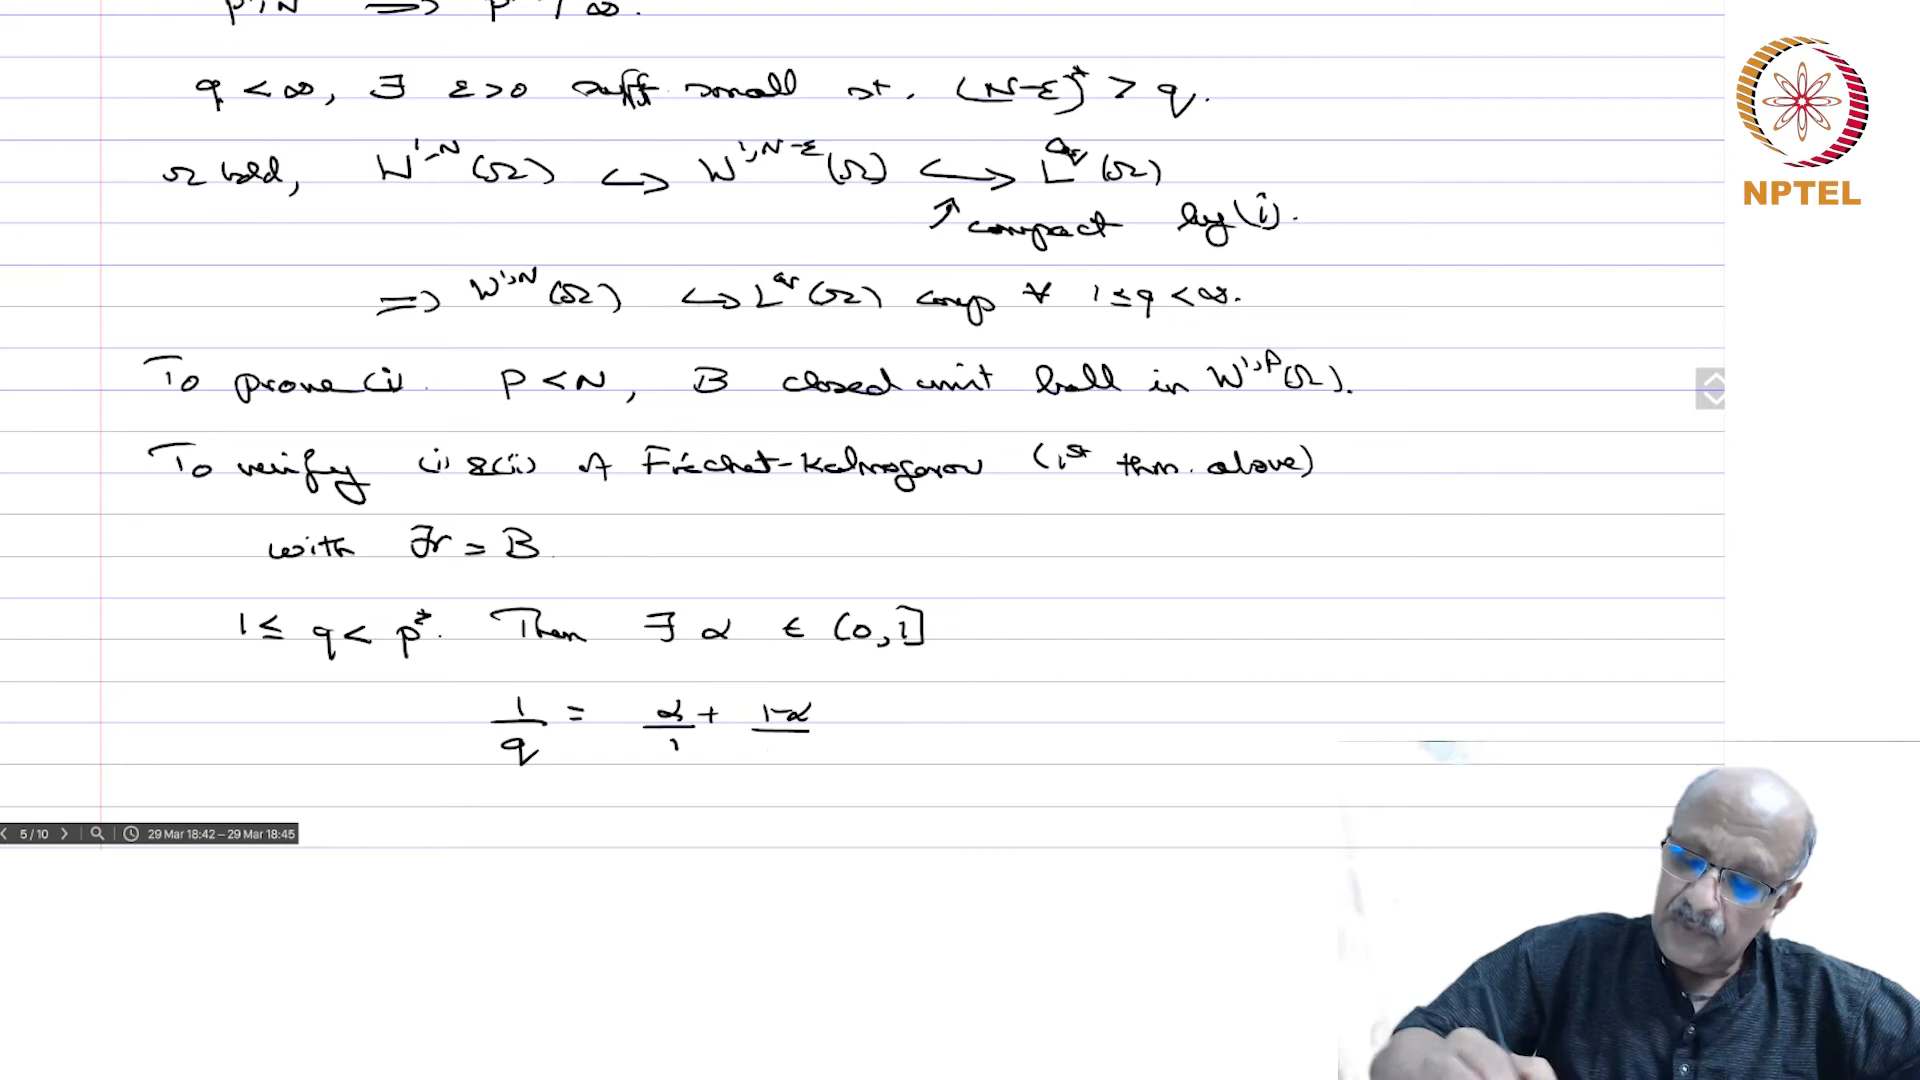 p↑N ⟹ p* ↑ ∞.
q < ∞, ∃ ε>0 suff. small s.t. (N-ε)* > q.
Ω bdd, W^{1,N}(Ω) ↪ W^{1,N-ε}(Ω) ↪ L^q(Ω)
↗ compact by (i).
⟹ W^{1,N}(Ω) ↪ L^q(Ω) comp ∀ 1 ≤ q < ∞.
To prove (i). P < N, B closed unit ball in W^{1,p}(Ω).
To verify (i) & (ii) of Fréchet-Kolmogorov (1st thm. above)
with ℱ = B
1 ≤ q < p*. Then ∃ α ∈ (0,1]
1/q = α/1 + 1-α
NPTEL
5/10 29 Mar 18:42 – 29 Mar 18:45